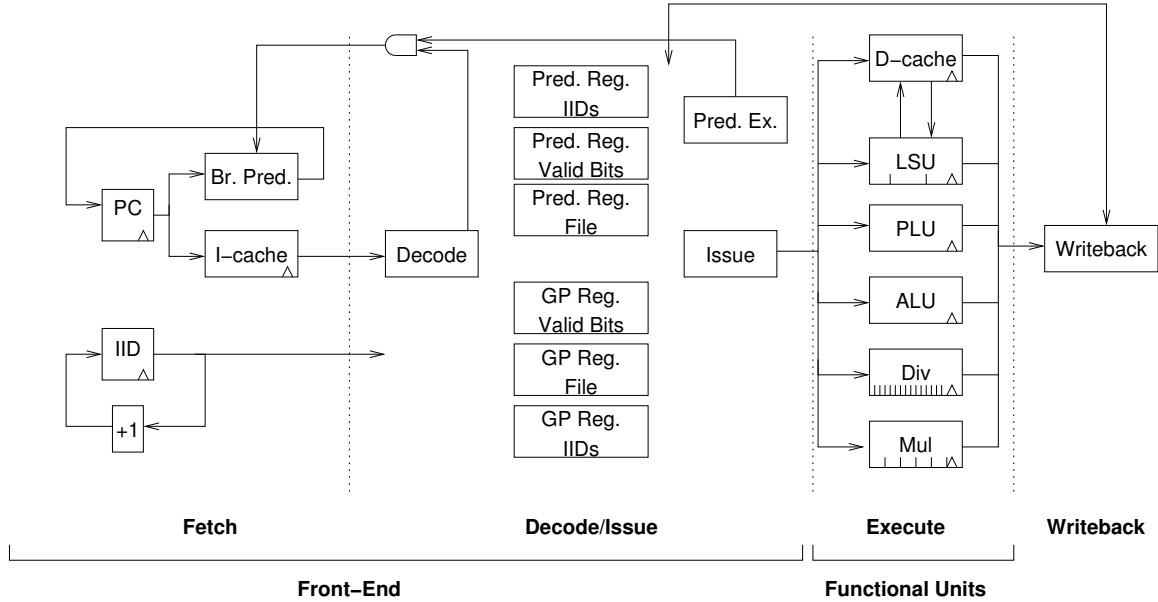 D−cache
Pred. Reg.
IIDs
Pred. Ex.
Pred. Reg.
Valid Bits
Br. Pred.
LSU
Pred. Reg.
File
PC
PLU
I−cache
Decode
Issue
Writeback
GP Reg.
Valid Bits
ALU
IID
GP Reg.
File
Div
+1
GP Reg.
IIDs
Mul
Fetch
Decode/Issue
Execute
Writeback
Front−End
Functional Units